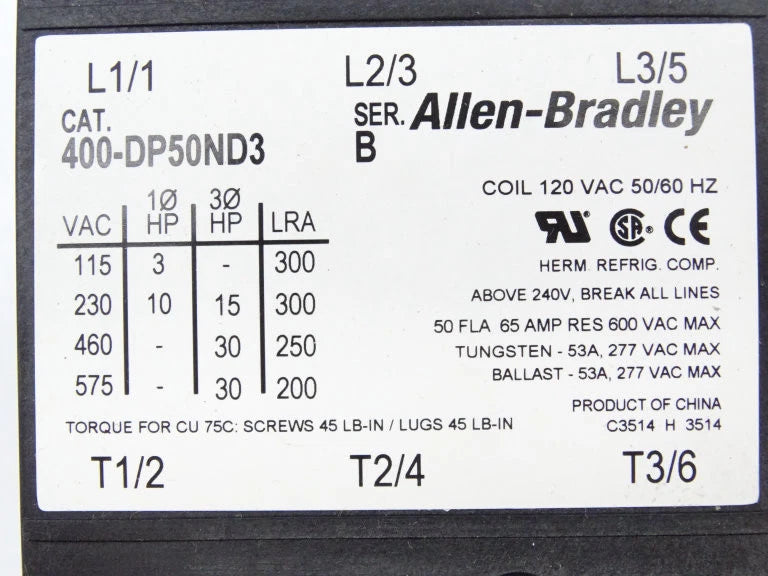 L1/1 L2/3 L3/5
CAT. SER. Allen-Bradley
400-DP50ND3 B
COIL 120 VAC 50/60 HZ
1Ø 3Ø
VAC HP HP LRA
115 3 - 300
230 10 15 300
460 - 30 250
575 - 30 200
RU SA® CE
HERM. REFRIG. COMP.
ABOVE 240V, BREAK ALL LINES
50 FLA 65 AMP RES 600 VAC MAX
TUNGSTEN - 53A, 277 VAC MAX
BALLAST - 53A, 277 VAC MAX
PRODUCT OF CHINA
TORQUE FOR CU 75C: SCREWS 45 LB-IN / LUGS 45 LB-IN
C3514 H 3514
T1/2 T2/4 T3/6